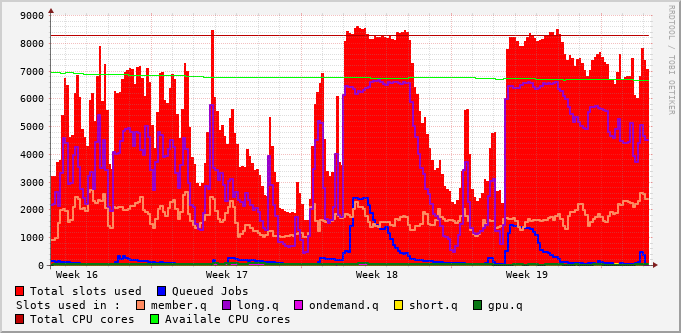 9000
8000
7000
6000
5000
4000
3000
2000
1000
0
Week 16 Week 17 Week 18 Week 19
RRDTOOL / TOBI OETIKER
Total slots used Queued Jobs
Slots used in : member.q long.q ondemand.q short.q gpu.q
Total CPU cores Availale CPU cores